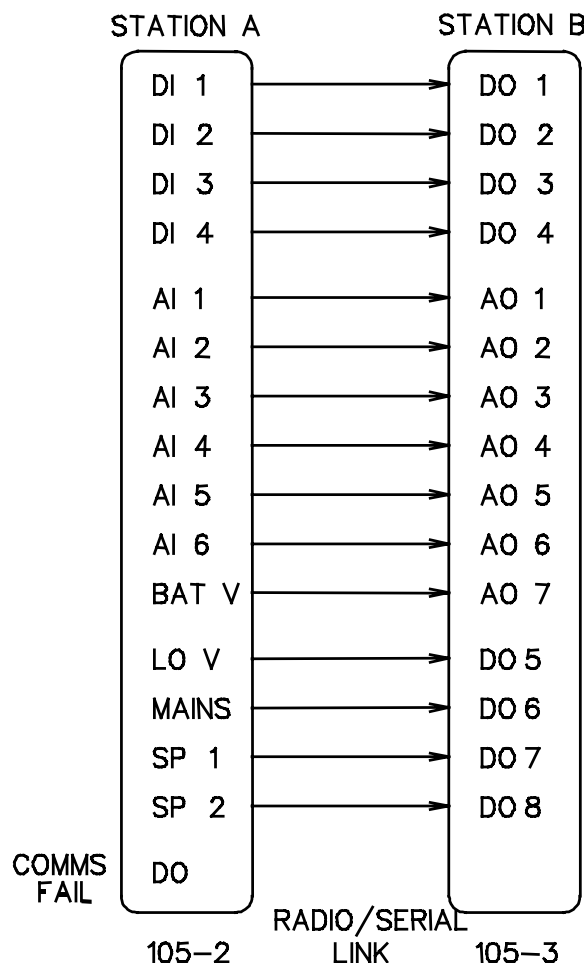 STATION A STATION B
DI 1 DO 1
DI 2 DO 2
DI 3 DO 3
DI 4 DO 4
AI 1 AO 1
AI 2 AO 2
AI 3 AO 3
AI 4 AO 4
AI 5 AO 5
AI 6 AO 6
BAT V AO 7
LO V DO 5
MAINS DO 6
SP 1 DO 7
SP 2 DO 8
COMMS
FAIL
DO
RADIO/SERIAL
LINK
105-2 105-3